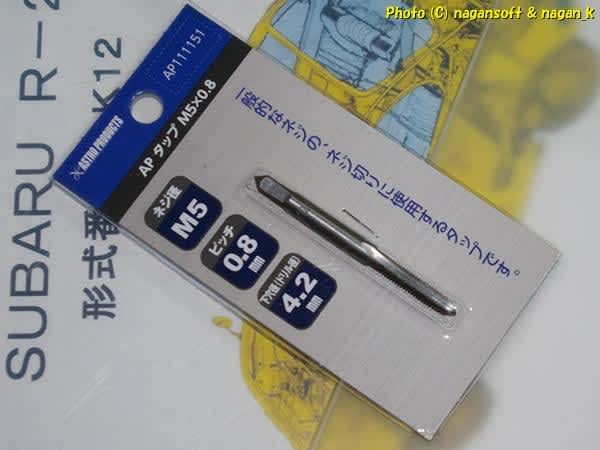 Photo (C) nagansoft & nagan_k
SUBARU R-2
形式
K12
ASTRO PRODUCTS
AP111151
AP タップ M5×0.8
一般的なネジの、ネジ切りに使用するタップです。
ネジ径
M5
ピッチ
0.8
mm
下穴径(ドリル径)
4.2
mm